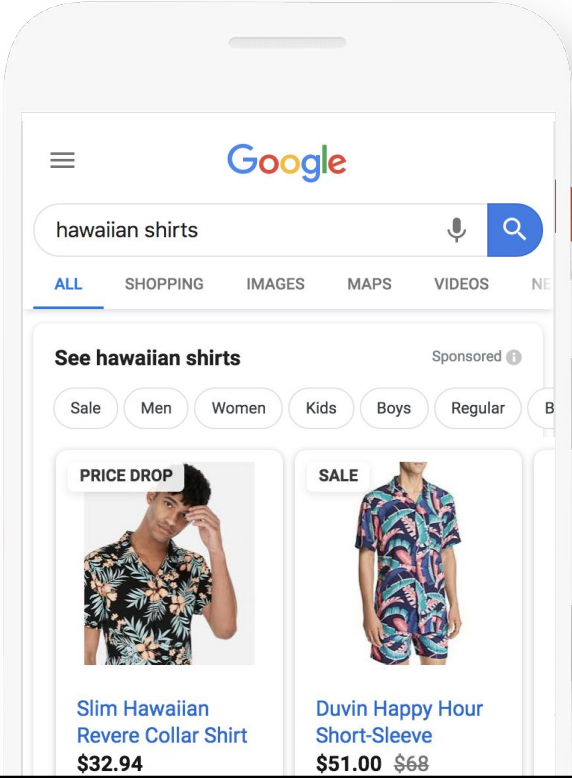 Google
hawaiian shirts
ALL SHOPPING IMAGES MAPS VIDEOS NE
See hawaiian shirts Sponsored
Sale Men Women Kids Boys Regular B
PRICE DROP SALE
Slim Hawaiian
Revere Collar Shirt
$32.94
Duvin Happy Hour
Short-Sleeve
$51.00 $68